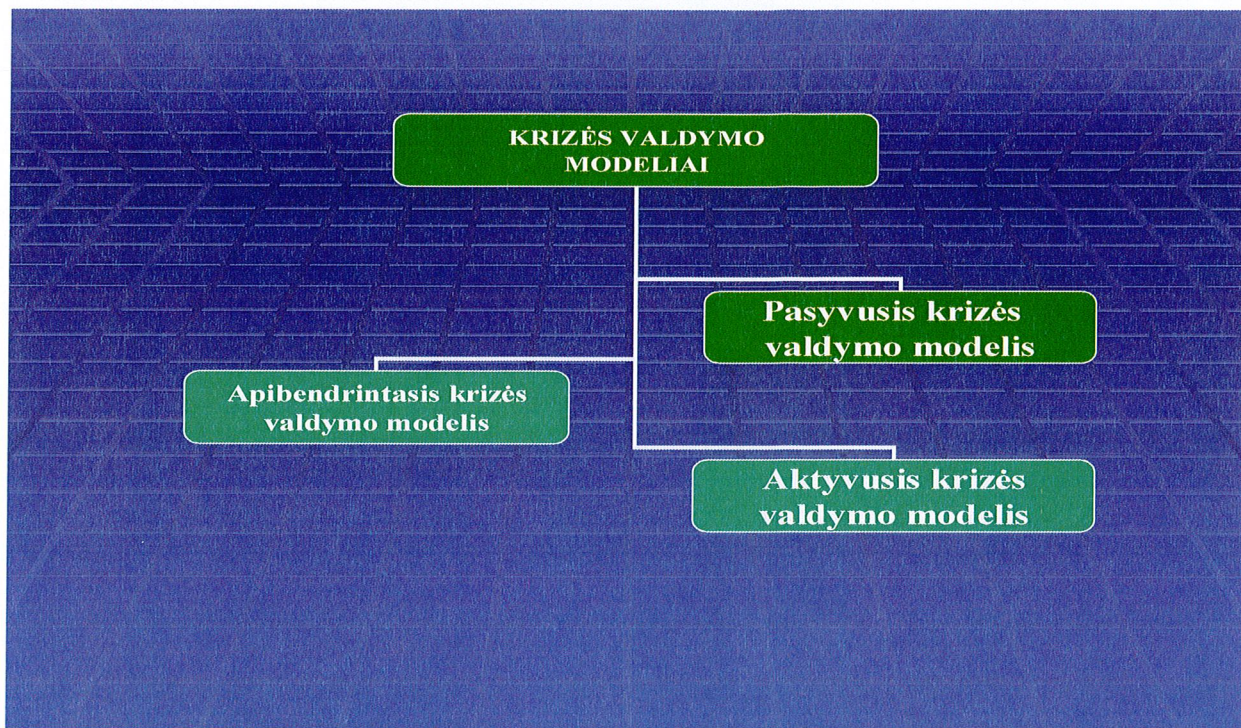 KRIZĖS VALDYMO
MODELIAI
Pasyvusis krizės
valdymo modelis
Apibendrintasis krizės
valdymo modelis
Aktyvusis krizės
valdymo modelis